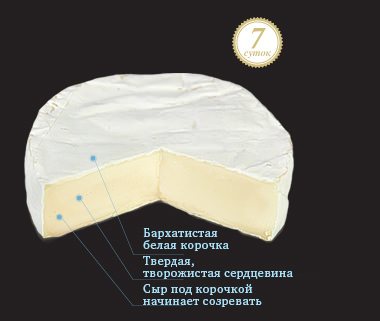 7
суток
Бархатистая
белая корочка
Твердая,
творожистая сердцевина
Сыр под корочкой
начинает созревать